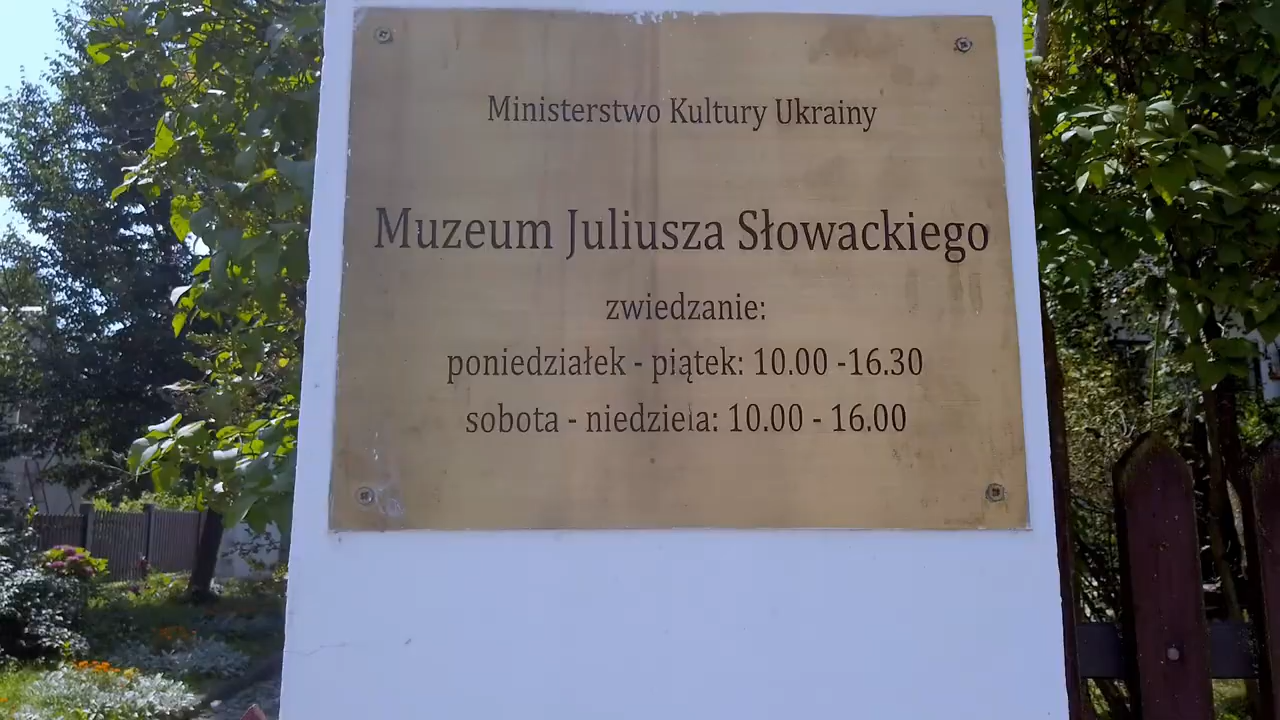 Ministerstwo Kultury Ukrainy
Muzeum Juliusza Słowackiego
zwiedzanie:
poniedziałek - piątek: 10.00 -16.30
sobota - niedziela: 10.00 - 16.00